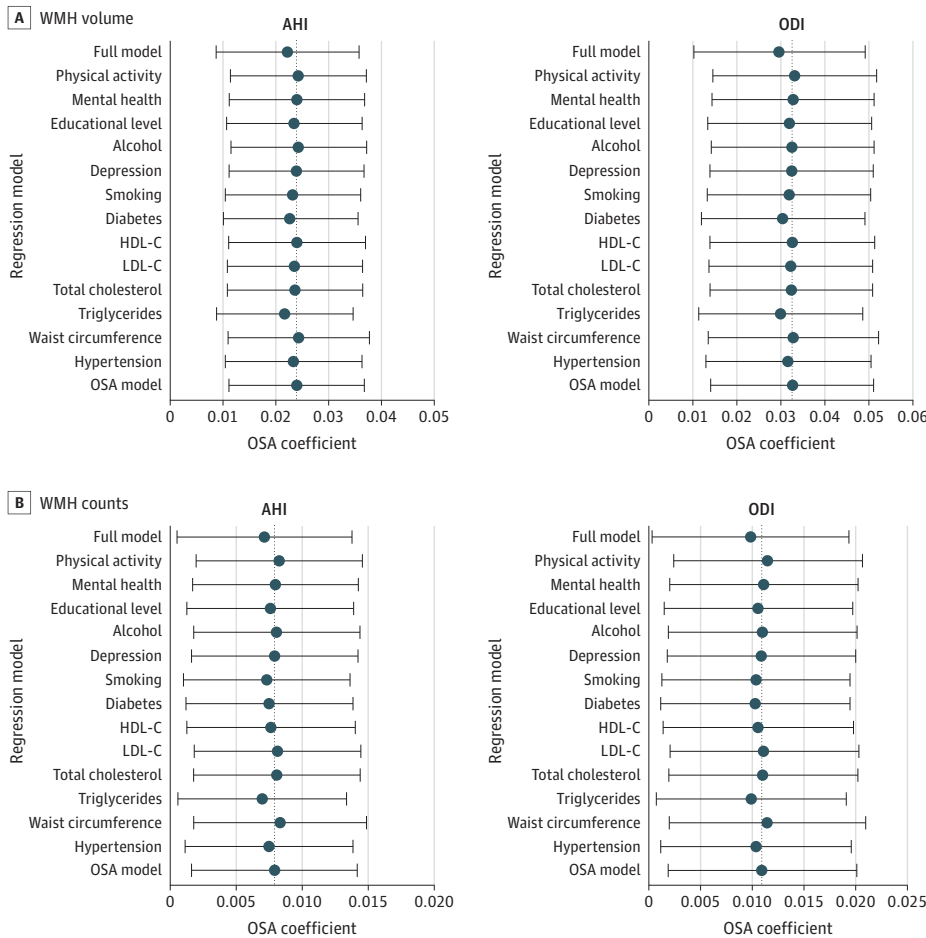 A WMH volume
AHI
Regression model
Full model
Physical activity
Mental health
Educational level
Alcohol
Depression
Smoking
Diabetes
HDL-C
LDL-C
Total cholesterol
Triglycerides
Waist circumference
Hypertension
OSA model
0 0.01 0.02 0.03 0.04 0.05
OSA coefficient
ODI
Regression model
Full model
Physical activity
Mental health
Educational level
Alcohol
Depression
Smoking
Diabetes
HDL-C
LDL-C
Total cholesterol
Triglycerides
Waist circumference
Hypertension
OSA model
0 0.01 0.02 0.03 0.04 0.05 0.06
OSA coefficient
B WMH counts
AHI
Regression model
Full model
Physical activity
Mental health
Educational level
Alcohol
Depression
Smoking
Diabetes
HDL-C
LDL-C
Total cholesterol
Triglycerides
Waist circumference
Hypertension
OSA model
0 0.005 0.010 0.015 0.020
OSA coefficient
ODI
Regression model
Full model
Physical activity
Mental health
Educational level
Alcohol
Depression
Smoking
Diabetes
HDL-C
LDL-C
Total cholesterol
Triglycerides
Waist circumference
Hypertension
OSA model
0 0.005 0.010 0.015 0.020 0.025
OSA coefficient